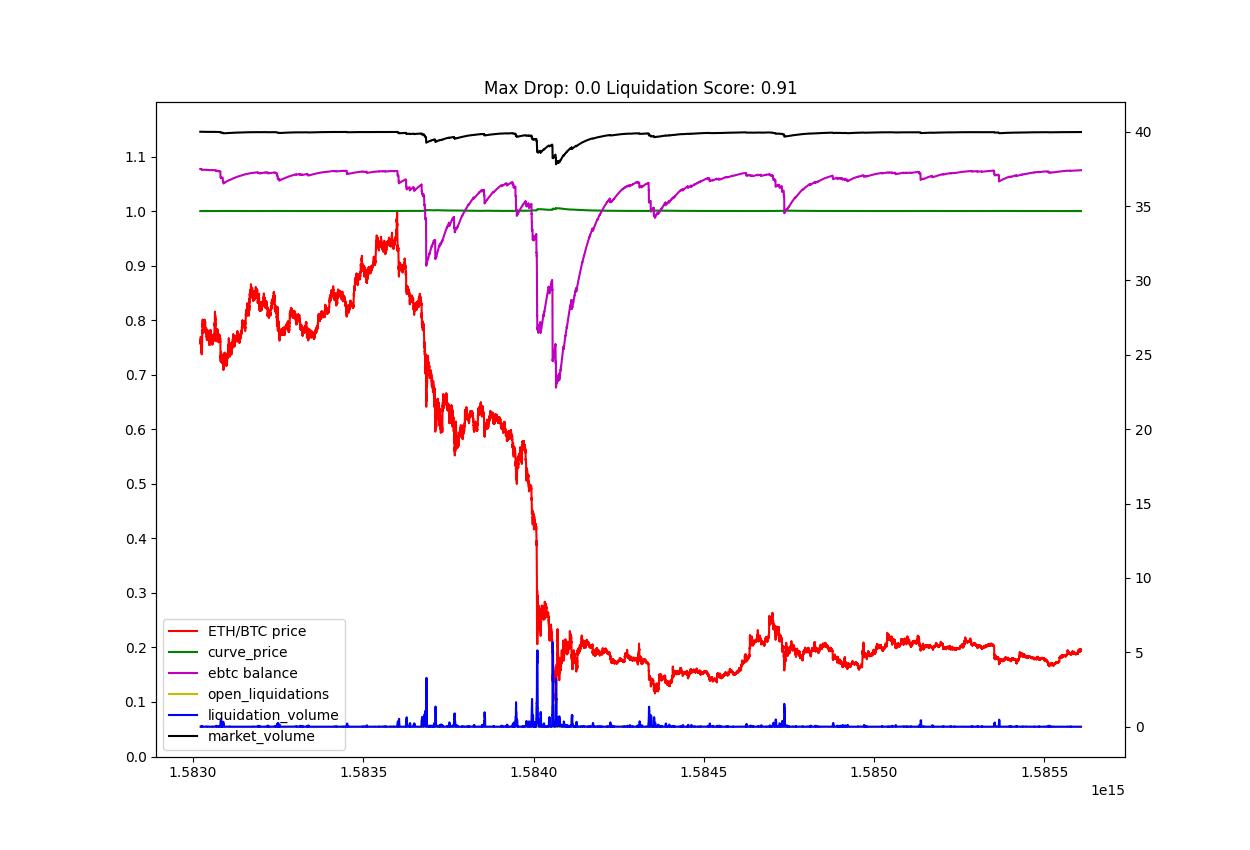 Max Drop: 0.0 Liquidation Score: 0.91
1.1
1.0
0.9
0.8
0.7
0.6
0.5
0.4
0.3
0.2
0.1
0.0
40
35
30
25
20
15
10
5
0
ETH/BTC price
curve_price
ebtc balance
open_liquidations
liquidation_volume
market_volume
1.5830 1.5835 1.5840 1.5845 1.5850 1.5855
1e15